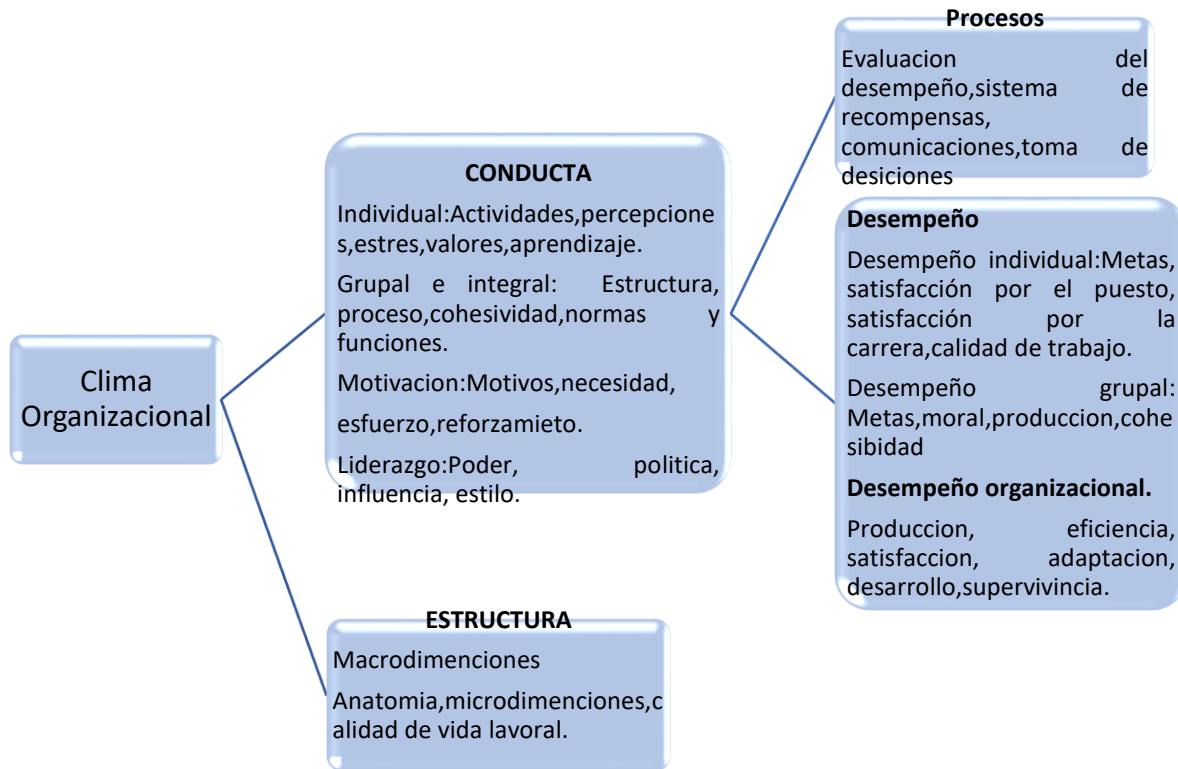 Clima
Organizacional
CONDUCTA
Individual:Actividades,percepcione
s,estres,valores,aprendizaje.
Grupal e integral: Estructura,
proceso,cohesividad,normas y
funciones.
Motivacion:Motivos,necesidad,
esfuerzo,reforzamieto.
Liderazgo:Poder, politica,
influencia, estilo.
ESTRUCTURA
Macrodimenciones
Anatomia,microdimenciones,c
alidad de vida lavoral.
Procesos
Evaluacion del
desempeño,sistema de
recompensas,
comunicaciones,toma de
desiciones
Desempeño
Desempeño individual:Metas,
satisfacción por el puesto,
satisfacción por la
carrera,calidad de trabajo.
Desempeño grupal:
Metas,moral,produccion,cohe
sibidad
Desempeño organizacional.
Produccion, eficiencia,
satisfaccion, adaptacion,
desarrollo,supervivincia.